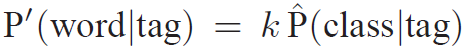 P′(word|tag) = k P̂(class|tag)